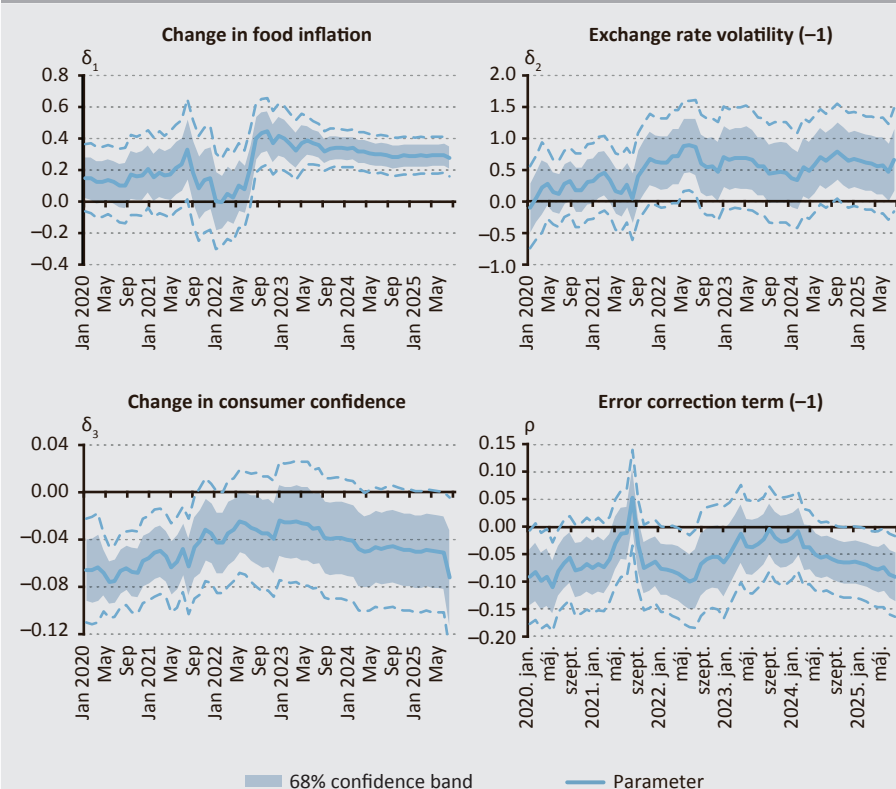 Change in food inflation
δ1
0.8
0.6
0.4
0.2
0.0
–0.2
–0.4
Jan 2020
May
Sep
Jan 2021
May
Sep
Jan 2022
May
Sep
Jan 2023
May
Sep
Jan 2024
May
Sep
Jan 2025
May
Exchange rate volatility (–1)
δ2
2.0
1.5
1.0
0.5
0.0
–0.5
–1.0
Jan 2020
May
Sep
Jan 2021
May
Sep
Jan 2022
May
Sep
Jan 2023
May
Sep
Jan 2024
May
Sep
Jan 2025
May
Change in consumer confidence
δ3
0.04
0.00
–0.04
–0.08
–0.12
Jan 2020
May
Sep
Jan 2021
May
Sep
Jan 2022
May
Sep
Jan 2023
May
Sep
Jan 2024
May
Sep
Jan 2025
May
Error correction term (–1)
ρ
0.15
0.10
0.05
0.00
–0.05
–0.10
–0.15
–0.20
2020. jan.
máj.
szept.
2021. jan.
máj.
szept.
2022. jan.
máj.
szept.
2023. jan.
máj.
szept.
2024. jan.
máj.
szept.
2025. jan.
máj.
68% confidence band
Parameter